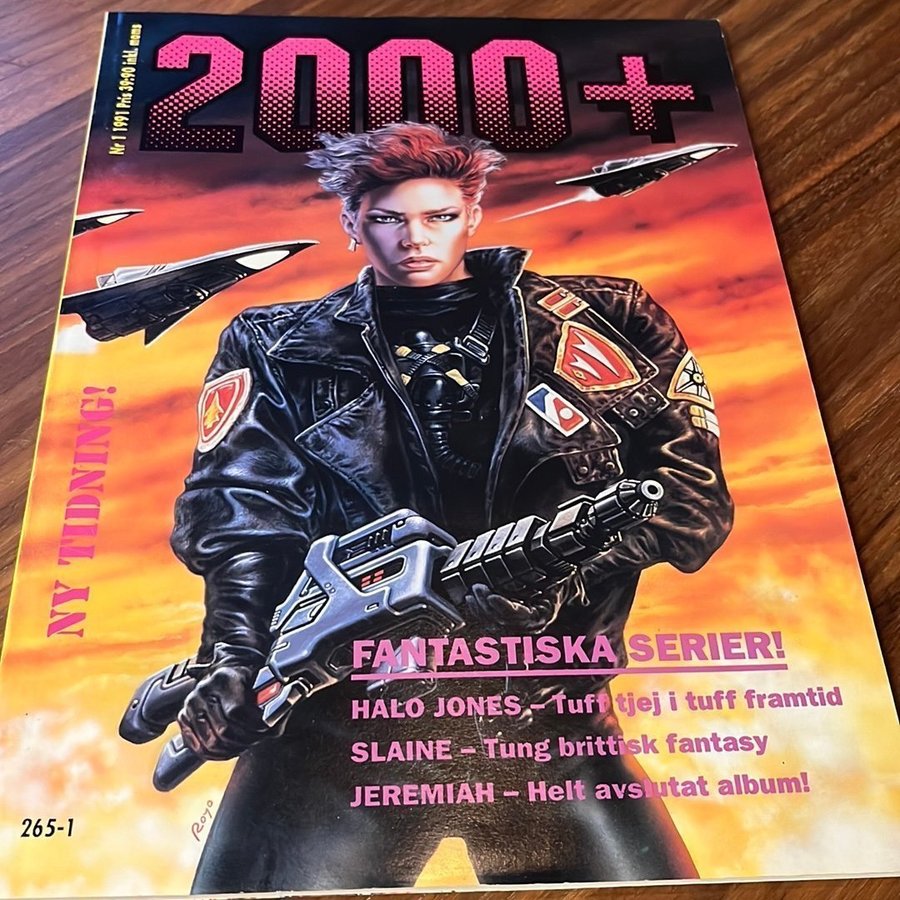 Nr 1 1991 Pris 39:90 inkl. moms
2000+
NY TIDNING!
FANTASTISKA SERIER!
HALO JONES – Tuff tjej i tuff framtid
SLAINE – Tung brittisk fantasy
JEREMIAH – Helt avslutat album!
265-1
Royo